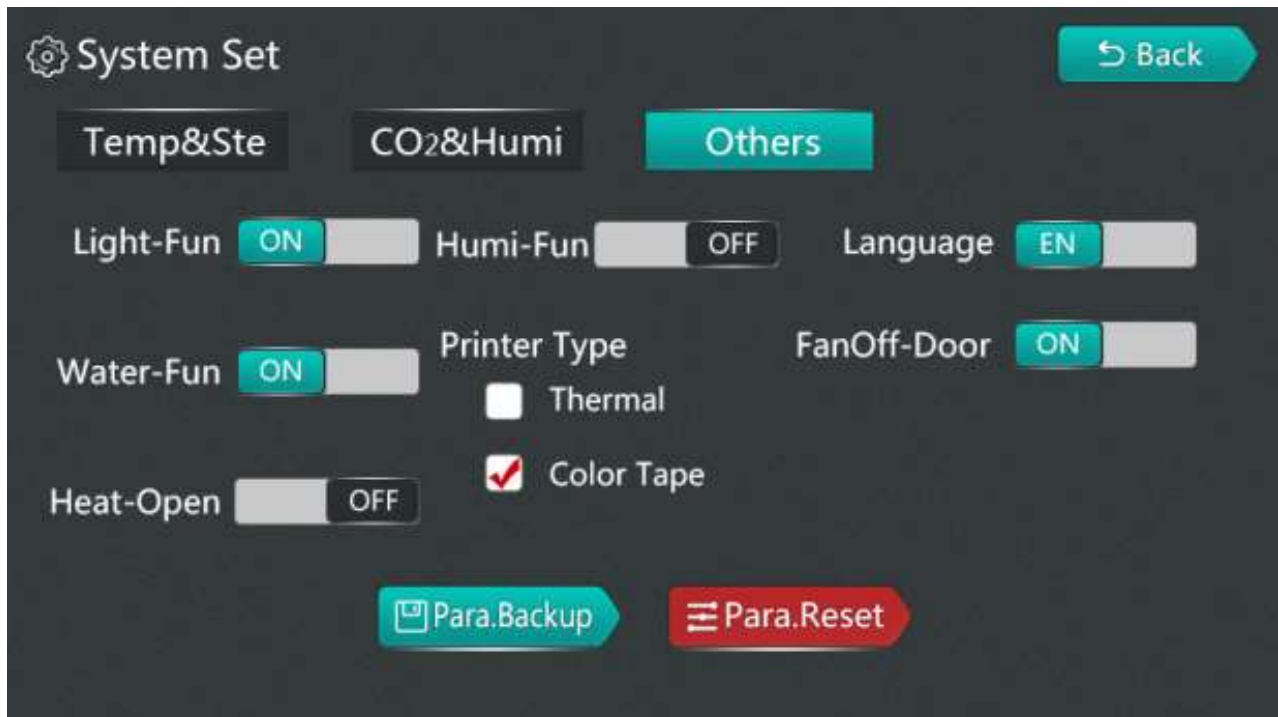 System Set
Back
Temp&Ste CO2&Humi Others
Light-Fun ON Humi-Fun OFF Language EN
Water-Fun ON Printer Type FanOff-Door ON
Thermal
Color Tape
Heat-Open OFF
Para.Backup Para.Reset